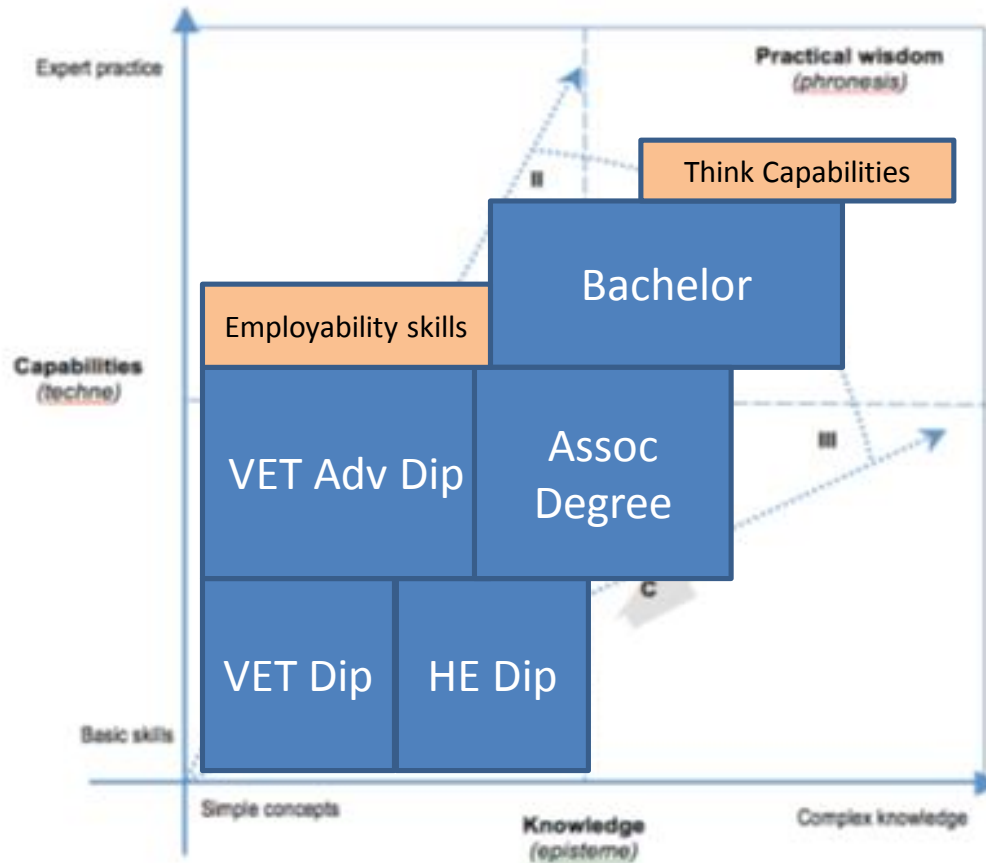 Expert practice
Practical wisdom
(phronesis)
Think Capabilities
II
Bachelor
Employability skills
Capabilities
(techne)
VET Adv Dip
Assoc
Degree
III
C
VET Dip
HE Dip
Basic skills
Simple concepts
Knowledge
(episteme)
Complex knowledge